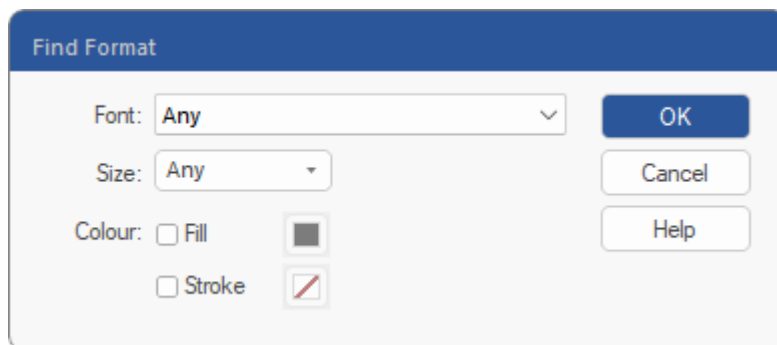 Find Format
Font: Any OK
Size: Any Cancel
Colour: Fill Help
Stroke